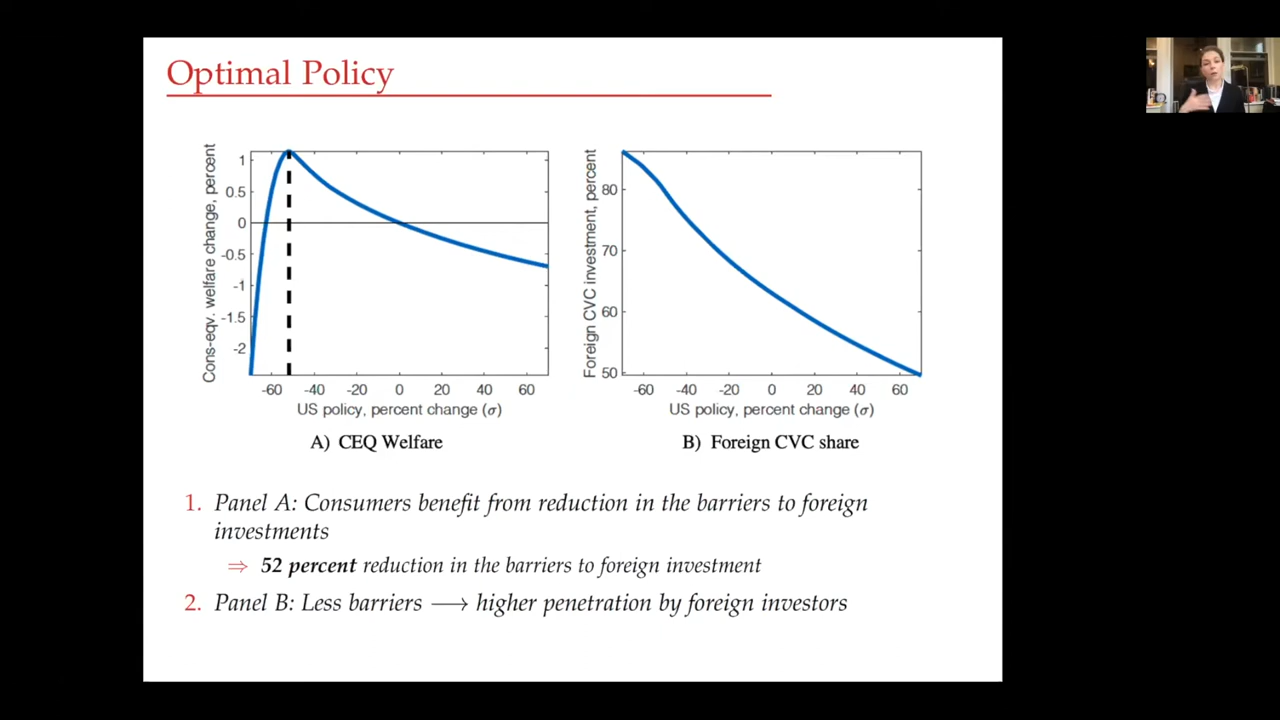 Optimal Policy
Cons-eqv. welfare change, percent
1
0.5
0
-0.5
-1
-1.5
-2
-60 -40 -20 0 20 40 60
US policy, percent change (σ)
A) CEQ Welfare
Foreign CVC investment, percent
80
70
60
50
-60 -40 -20 0 20 40 60
US policy, percent change (σ)
B) Foreign CVC share
1. Panel A: Consumers benefit from reduction in the barriers to foreign
investments
⇒ 52 percent reduction in the barriers to foreign investment
2. Panel B: Less barriers ⟶ higher penetration by foreign investors